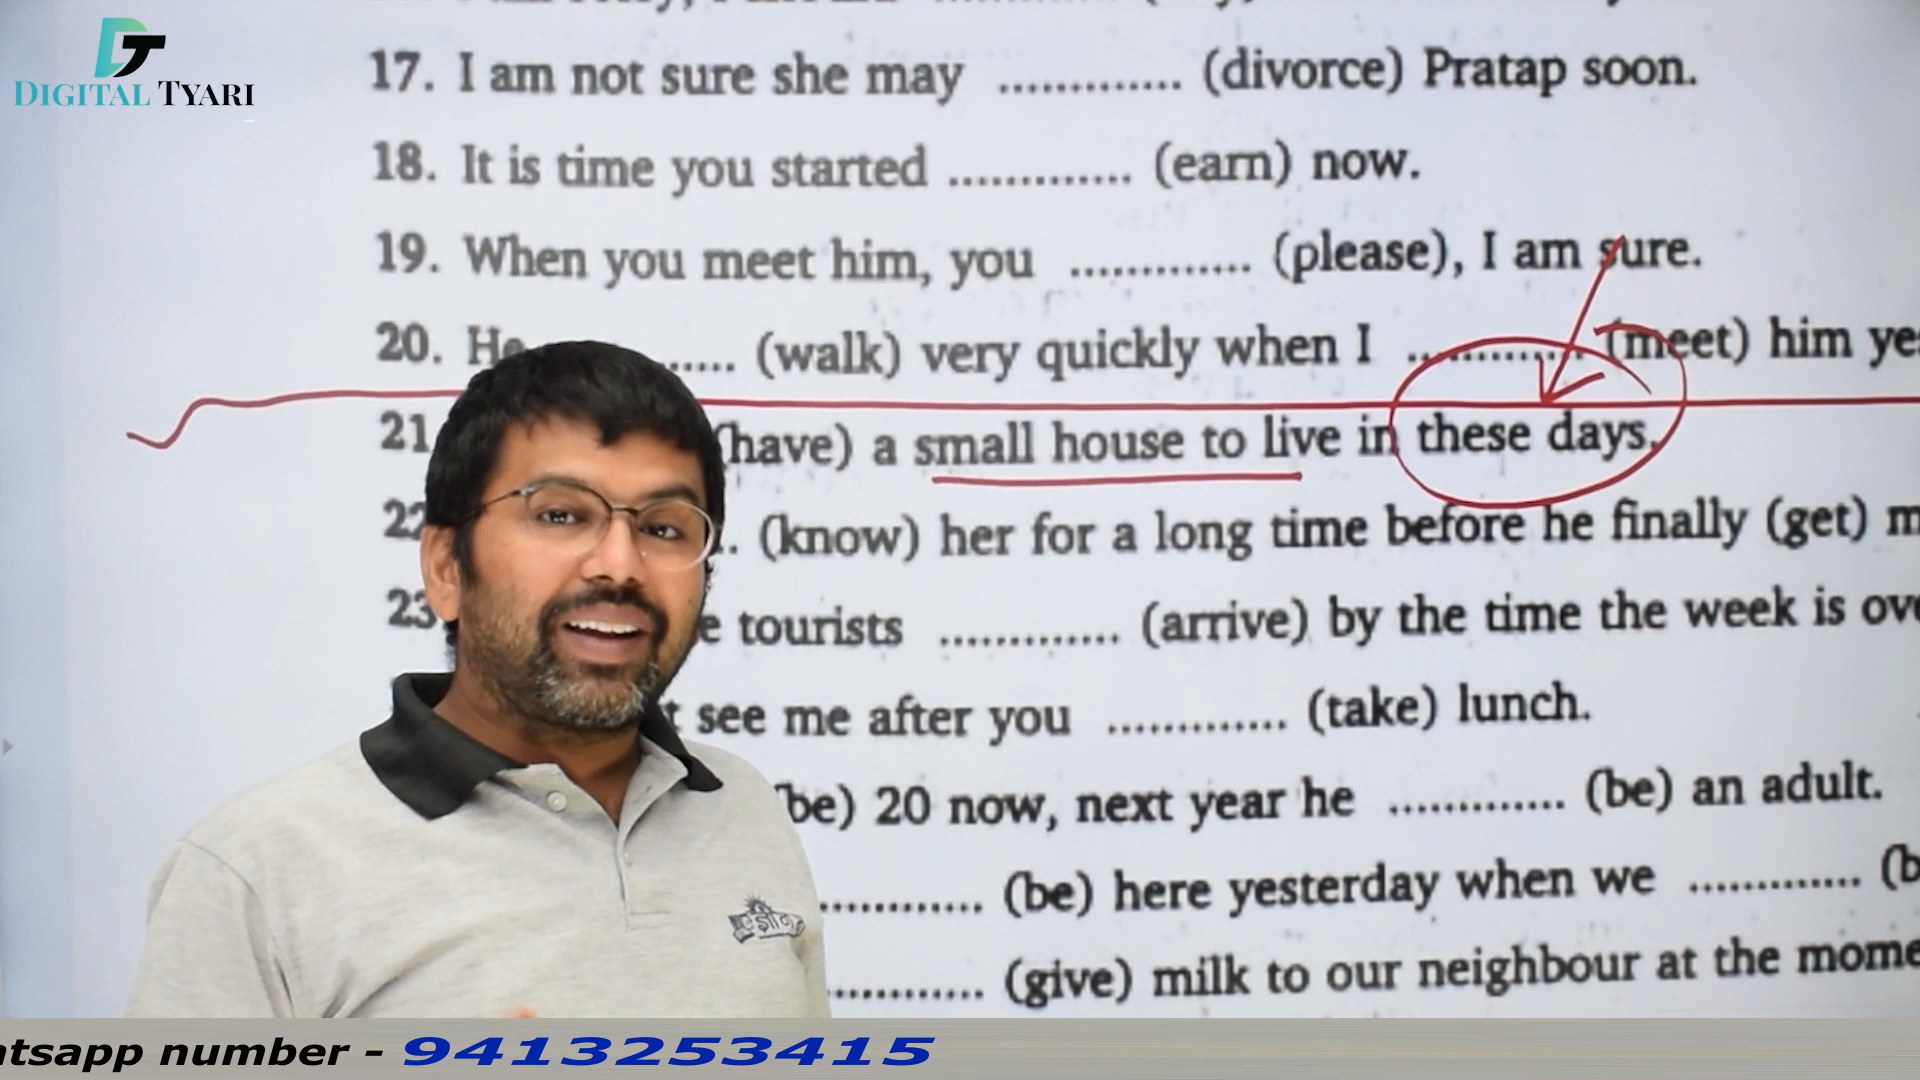 DIGITAL TYARI
17. I am not sure she may ............. (divorce) Pratap soon.
18. It is time you started ............. (earn) now.
19. When you meet him, you ............. (please), I am sure.
20. He ..... (walk) very quickly when I ............. (meet) him
21 (have) a small house to live in these days.
22 . (know) her for a long time before he finally (get)
23 tourists ............. (arrive) by the time the week is
see me after you ............. (take) lunch.
(be) 20 now, next year he ............. (be) an adult.
............ (be) here yesterday when we .............
............ (give) milk to our neighbour at the
number - 9413253415